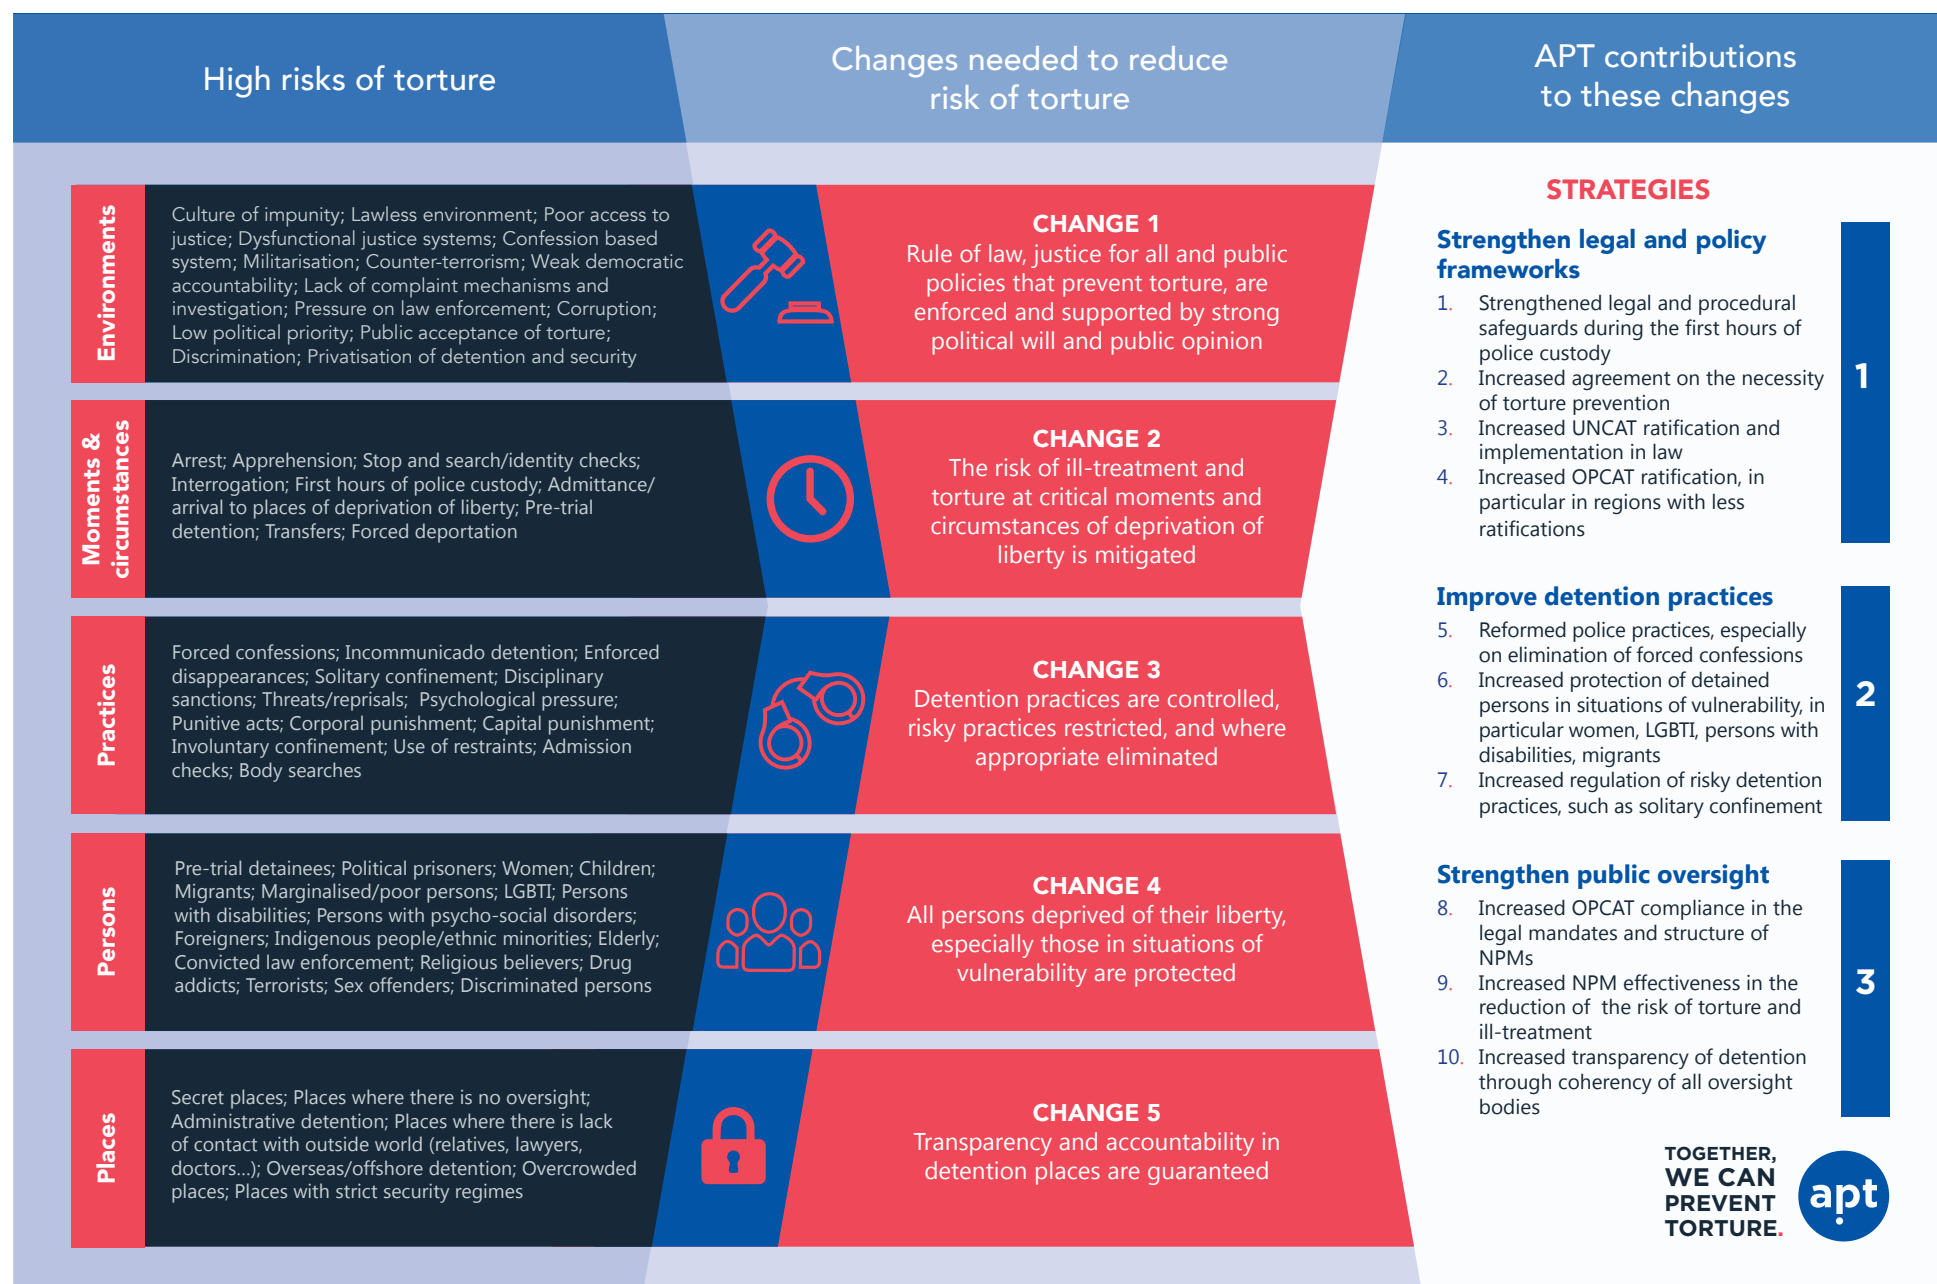 High risks of torture
Changes needed to reduce
risk of torture
APT contributions
to these changes
Environments
Culture of impunity; Lawless environment; Poor access to
justice; Dysfunctional justice systems; Confession based
system; Militarisation; Counter-terrorism; Weak democratic
accountability; Lack of complaint mechanisms and
investigation; Pressure on law enforcement; Corruption;
Low political priority; Public acceptance of torture;
Discrimination; Privatisation of detention and security
CHANGE 1
Rule of law, justice for all and public
policies that prevent torture, are
enforced and supported by strong
political will and public opinion
Moments &
circumstances
Arrest; Apprehension; Stop and search/identity checks;
Interrogation; First hours of police custody; Admittance/
arrival to places of deprivation of liberty; Pre-trial
detention; Transfers; Forced deportation
CHANGE 2
The risk of ill-treatment and
torture at critical moments and
circumstances of deprivation of
liberty is mitigated
Practices
Forced confessions; Incommunicado detention; Enforced
disappearances; Solitary confinement; Disciplinary
sanctions; Threats/reprisals;  Psychological pressure;
Punitive acts; Corporal punishment; Capital punishment;
Involuntary confinement; Use of restraints; Admission
checks; Body searches
CHANGE 3
Detention practices are controlled,
risky practices restricted, and where
appropriate eliminated
Persons
Pre-trial detainees; Political prisoners; Women; Children;
Migrants; Marginalised/poor persons; LGBTI; Persons
with disabilities; Persons with psycho-social disorders;
Foreigners; Indigenous people/ethnic minorities; Elderly;
Convicted law enforcement; Religious believers; Drug
addicts; Terrorists; Sex offenders; Discriminated persons
CHANGE 4
All persons deprived of their liberty,
especially those in situations of
vulnerability are protected
Places
Secret places; Places where there is no oversight;
Administrative detention; Places where there is lack
of contact with outside world (relatives, lawyers,
doctors...); Overseas/offshore detention; Overcrowded
places; Places with strict security regimes
CHANGE 5
Transparency and accountability in
detention places are guaranteed
STRATEGIES
Strengthen legal and policy
frameworks
1. Strengthened legal and procedural
safeguards during the first hours of
police custody
2. Increased agreement on the necessity
of torture prevention
3. Increased UNCAT ratification and
implementation in law
4. Increased OPCAT ratification, in
particular in regions with less
ratifications
1
Improve detention practices
5. Reformed police practices, especially
on elimination of forced confessions
6. Increased protection of detained
persons in situations of vulnerability, in
particular women, LGBTI, persons with
disabilities, migrants
7. Increased regulation of risky detention
practices, such as solitary confinement
2
Strengthen public oversight
8. Increased OPCAT compliance in the
legal mandates and structure of
NPMs
9. Increased NPM effectiveness in the
reduction of  the risk of torture and
ill-treatment
10. Increased transparency of detention
through coherency of all oversight
bodies
3
TOGETHER,
WE CAN
PREVENT
TORTURE.
apt